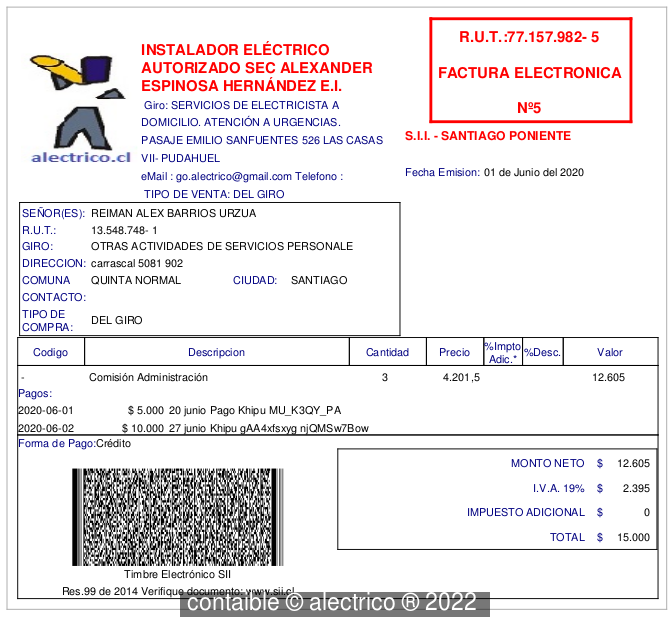 INSTALADOR ELÉCTRICO
AUTORIZADO SEC ALEXANDER
ESPINOSA HERNÁNDEZ E.I.
Giro: SERVICIOS DE ELECTRICISTA A
DOMICILIO. ATENCIÓN A URGENCIAS.
PASAJE EMILIO SANFUENTES 526 LAS CASAS
VII- PUDAHUEL
eMail : go.alectrico@gmail.com Telefono :
TIPO DE VENTA: DEL GIRO
alectrico.cl
R.U.T.:77.157.982- 5
FACTURA ELECTRONICA
Nº5
S.I.I. - SANTIAGO PONIENTE
Fecha Emision: 01 de Junio del 2020
SEÑOR(ES): REIMAN ALEX BARRIOS URZUA
R.U.T.: 13.548.748- 1
GIRO: OTRAS ACTIVIDADES DE SERVICIOS PERSONALE
DIRECCION: carrascal 5081 902
COMUNA QUINTA NORMAL CIUDAD: SANTIAGO
CONTACTO:
TIPO DE
COMPRA: DEL GIRO
Codigo Descripcion Cantidad Precio %Impto Adic.* %Desc. Valor
- Comisión Administración 3 4.201,5 12.605
Pagos:
2020-06-01 $ 5.000 20 junio Pago Khipu MU_K3QY_PA
2020-06-02 $ 10.000 27 junio Khipu gAA4xfsxyg njQMSw7Bow
Forma de Pago:Crédito
MONTO NETO $ 12.605
I.V.A. 19% $ 2.395
IMPUESTO ADICIONAL $ 0
TOTAL $ 15.000
Timbre Electrónico SII
Res.99 de 2014 Verifique documento: www.sii.cl
contaible © alectrico ® 2022